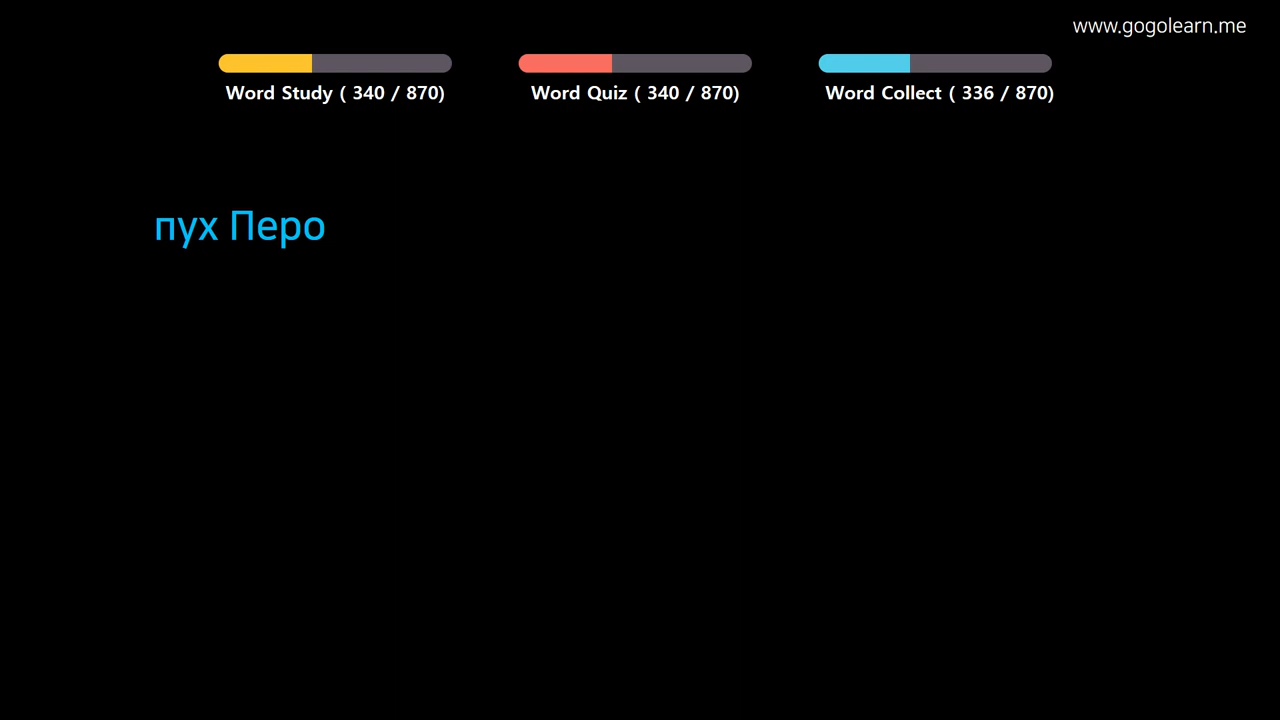 www.gogolearn.me
Word Study ( 340 / 870)
Word Quiz ( 340 / 870)
Word Collect ( 336 / 870)
пух Перо